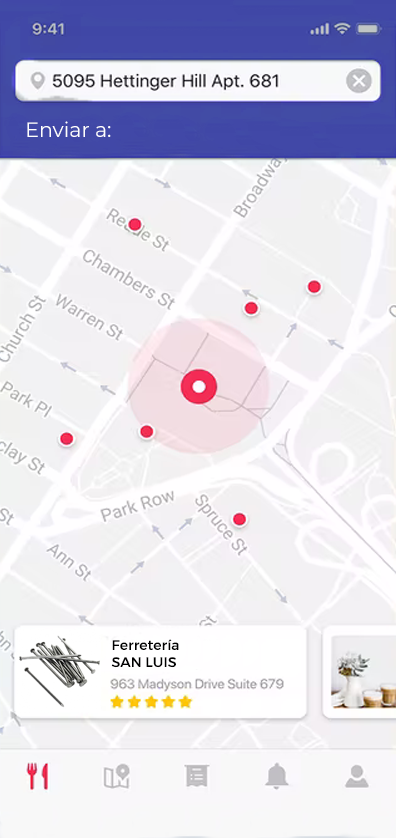 9:41
5095 Hettinger Hill Apt. 681
Enviar a:
Broadway
Reade St
Chambers St
Warren St
Church St
Park Pl
clay St
St
Park Row
Spruce St
Ann St
st
Ferretería
SAN LUIS
963 Madyson Drive Suite 679